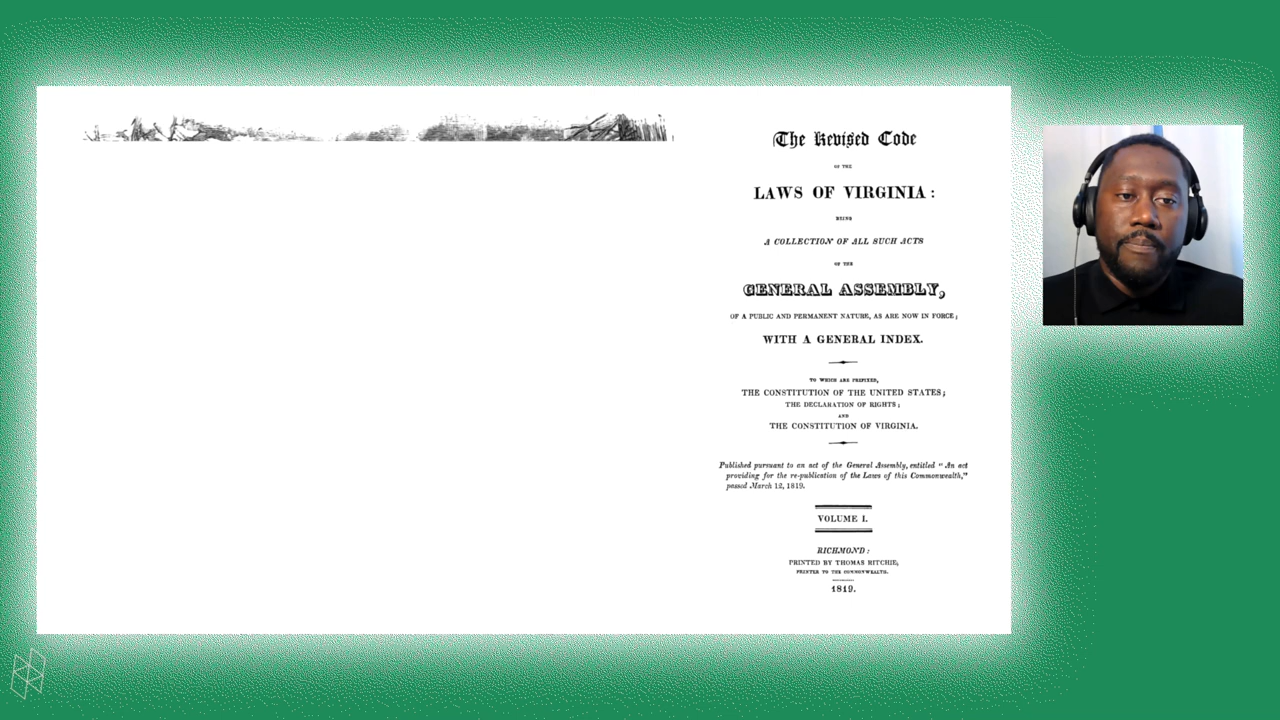 The Revised Code
OF THE
LAWS OF VIRGINIA:
BEING
A COLLECTION OF ALL SUCH ACTS
OF THE
GENERAL ASSEMBLY,
OF A PUBLIC AND PERMANENT NATURE, AS ARE NOW IN FORCE;
WITH A GENERAL INDEX.
TO WHICH ARE PREFIXED,
THE CONSTITUTION OF THE UNITED STATES;
THE DECLARATION OF RIGHTS;
AND
THE CONSTITUTION OF VIRGINIA.
Published pursuant to an act of the General Assembly, entitled "An act
providing for the re-publication of the Laws of this Commonwealth,"
passed March 12, 1819.
VOLUME I.
RICHMOND:
PRINTED BY THOMAS RITCHIE,
PRINTER TO THE COMMONWEALTH.
1819.